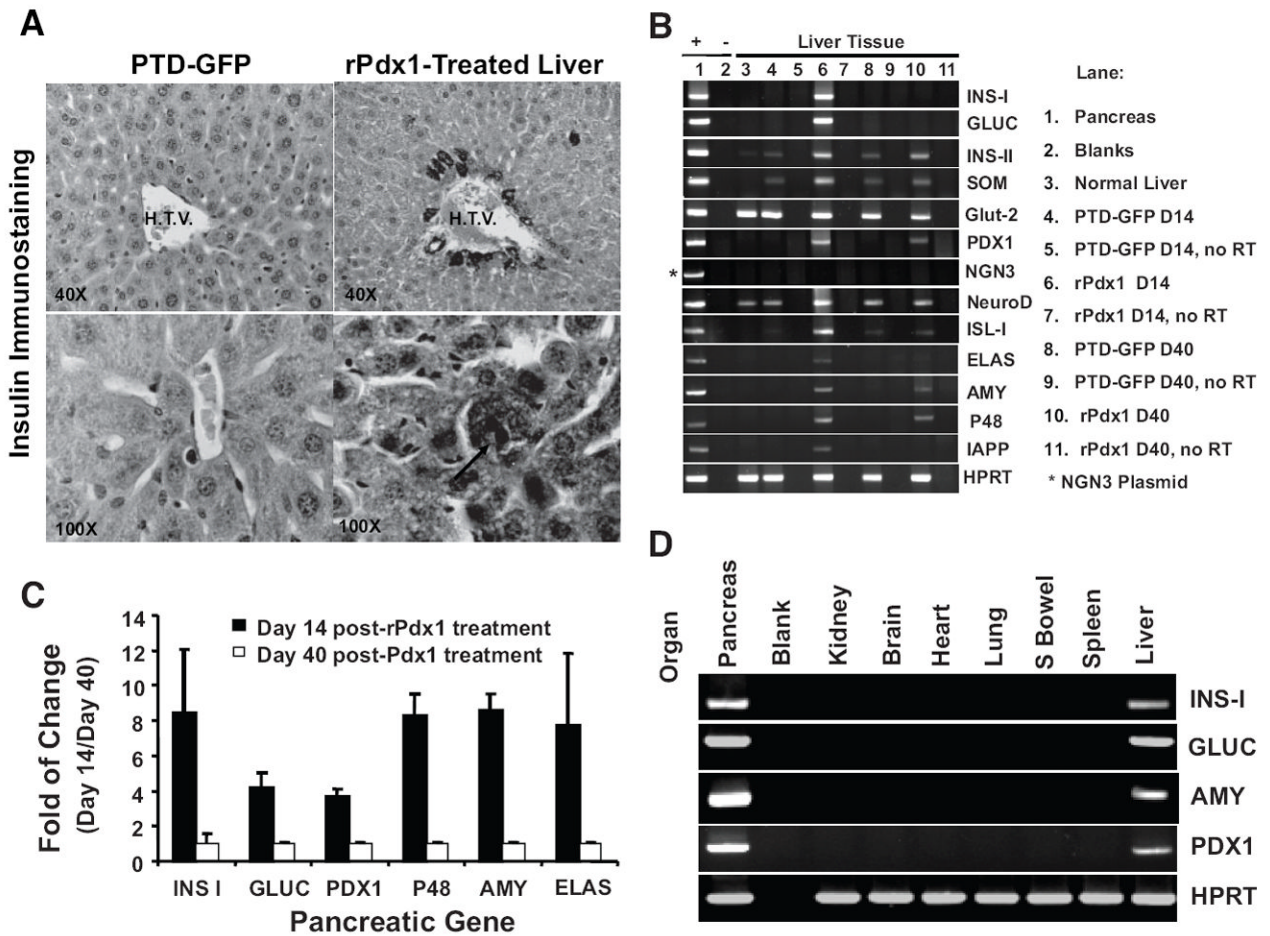 A
PTD-GFP
rPdx1-Treated Liver
Insulin Immunostaining
H.T.V.
40X
H.T.V.
40X
100X
100X
B
+ - Liver Tissue
1 2 3 4 5 6 7 8 9 10 11
INS-I
GLUC
INS-II
SOM
Glut-2
PDX1
* NGN3
NeuroD
ISL-I
ELAS
AMY
P48
IAPP
HPRT
Lane:
1. Pancreas
2. Blanks
3. Normal Liver
4. PTD-GFP D14
5. PTD-GFP D14, no RT
6. rPdx1 D14
7. rPdx1 D14, no RT
8. PTD-GFP D40
9. PTD-GFP D40, no RT
10. rPdx1 D40
11. rPdx1 D40, no RT
* NGN3 Plasmid
C
Fold of Change
(Day 14/Day 40)
14
12
10
8
6
4
2
0
Day 14 post-rPdx1 treatment
Day 40 post-Pdx1 treatment
INS I GLUC PDX1 P48 AMY ELAS
Pancreatic Gene
D
Organ
Pancreas
Blank
Kidney
Brain
Heart
Lung
S Bowel
Spleen
Liver
INS-I
GLUC
AMY
PDX1
HPRT